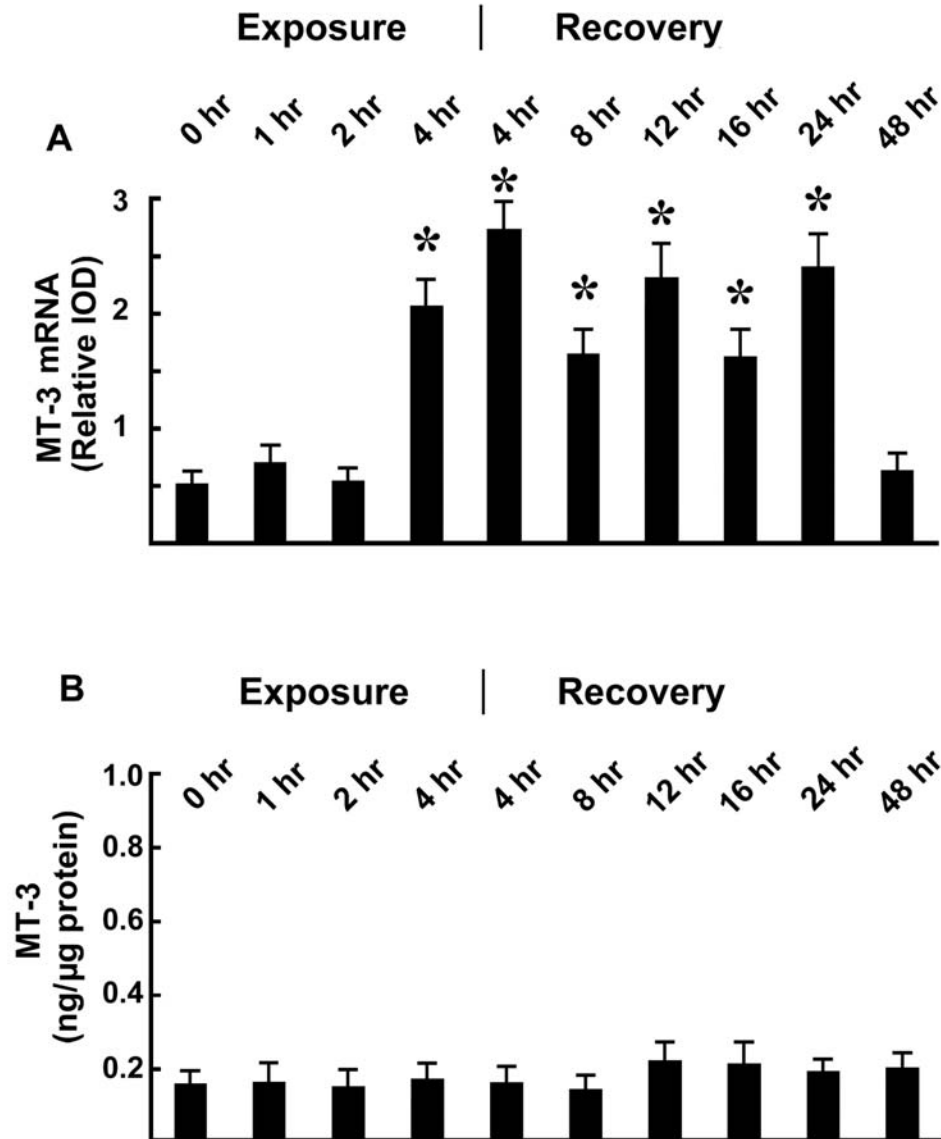 Exposure | Recovery
0 hr 1 hr 2 hr 4 hr 4 hr 8 hr 12 hr 16 hr 24 hr 48 hr
A
3
2
1
MT-3 mRNA
(Relative IOD)
* * * * * *
B
Exposure | Recovery
0 hr 1 hr 2 hr 4 hr 4 hr 8 hr 12 hr 16 hr 24 hr 48 hr
1.0
0.8
0.6
0.4
0.2
MT-3
(ng/µg protein)